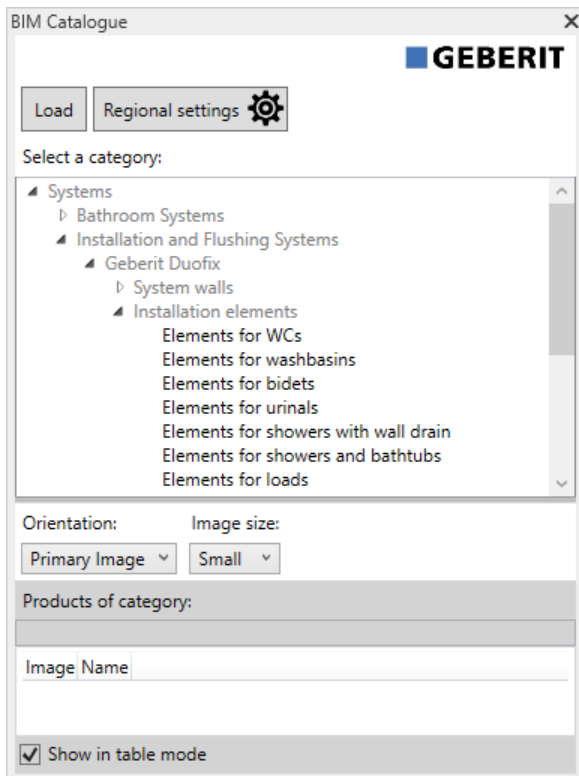 BIM Catalogue
GEBERIT
Load Regional settings
Select a category:
Systems
Bathroom Systems
Installation and Flushing Systems
Geberit Duofix
System walls
Installation elements
Elements for WCs
Elements for washbasins
Elements for bidets
Elements for urinals
Elements for showers with wall drain
Elements for showers and bathtubs
Elements for loads
Orientation: Image size:
Primary Image Small
Products of category:
Image Name
Show in table mode